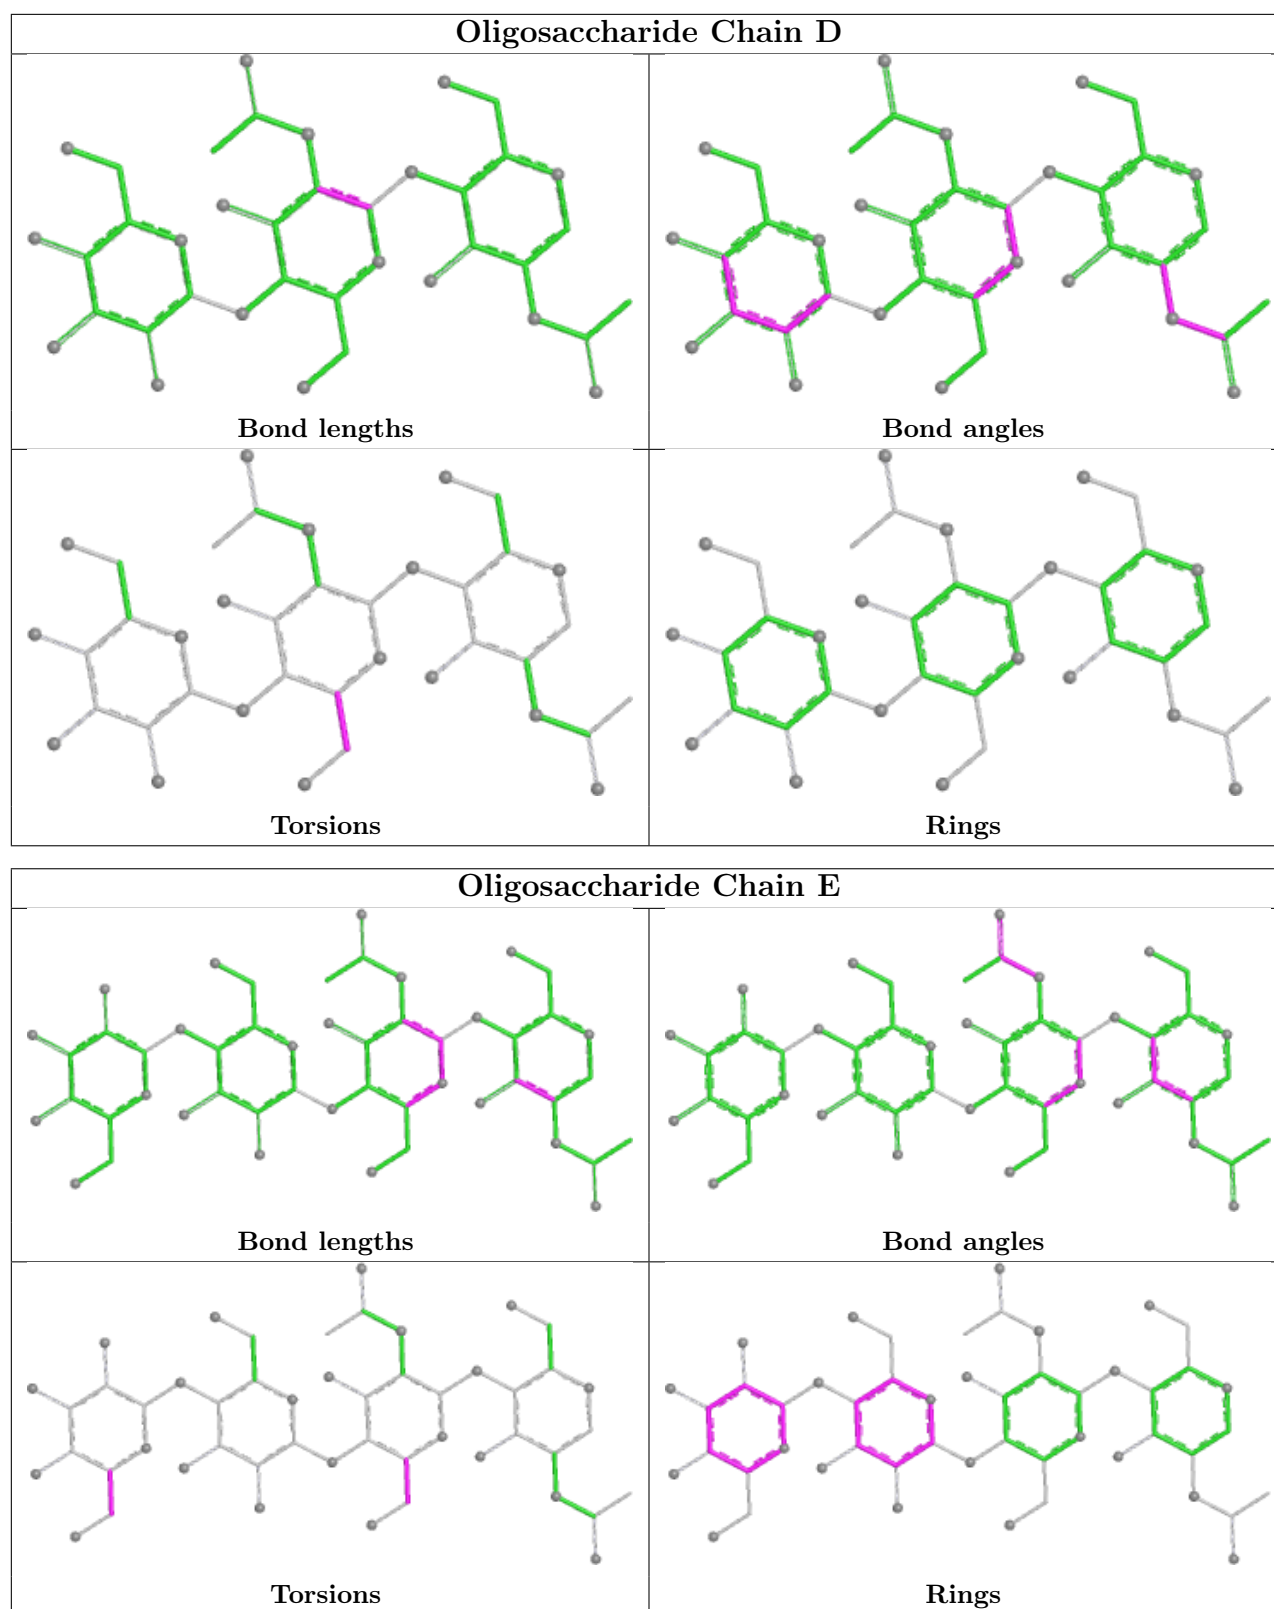 Oligosaccharide Chain D
Bond lengths
Bond angles
Torsions
Rings
Oligosaccharide Chain E
Bond lengths
Bond angles
Torsions
Rings